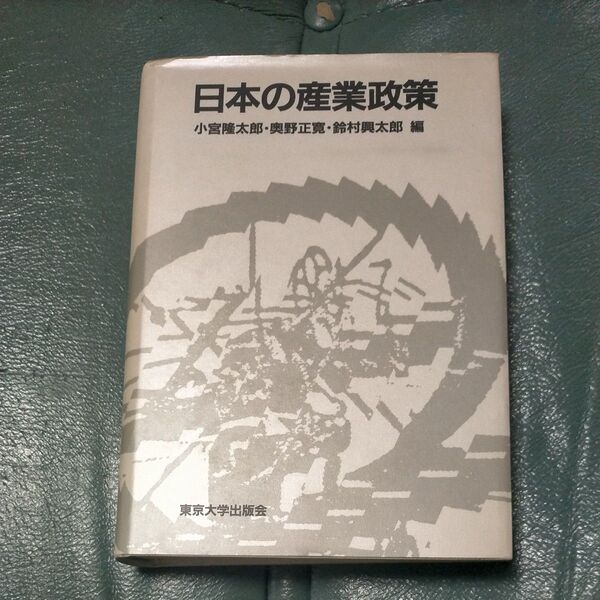 日本の産業政策
小宮隆太郎・奥野正寛・鈴村興太郎 編
東京大学出版会